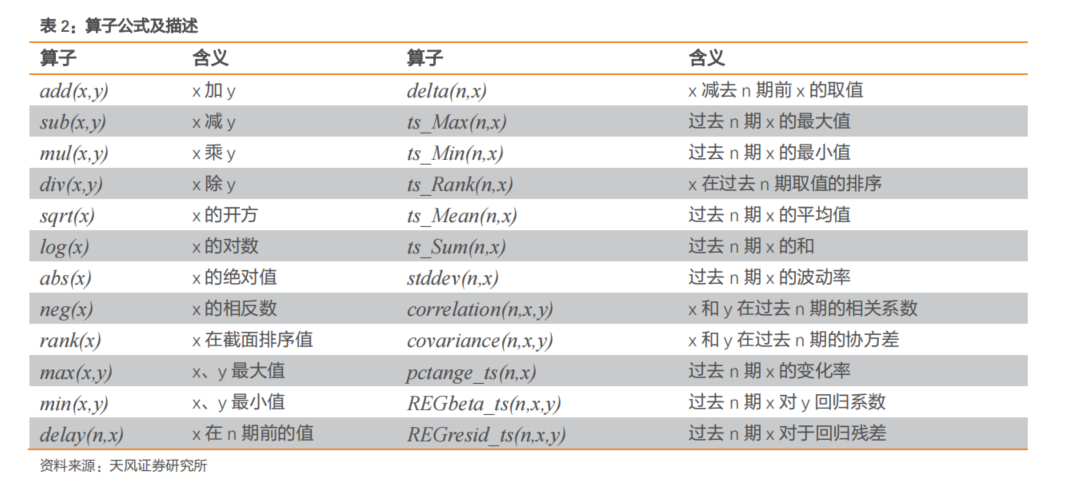 表 2：算子公式及描述
算子 含义 算子 含义
add(x,y) x 加 y delta(n,x) x 减去 n 期前 x 的取值
sub(x,y) x 减 y ts_Max(n,x) 过去 n 期 x 的最大值
mul(x,y) x 乘 y ts_Min(n,x) 过去 n 期 x 的最小值
div(x,y) x 除 y ts_Rank(n,x) x 在过去 n 期取值的排序
sqrt(x) x 的开方 ts_Mean(n,x) 过去 n 期 x 的平均值
log(x) x 的对数 ts_Sum(n,x) 过去 n 期 x 的和
abs(x) x 的绝对值 stddev(n,x) 过去 n 期 x 的波动率
neg(x) x 的相反数 correlation(n,x,y) x 和 y 在过去 n 期的相关系数
rank(x) x 在截面排序值 covariance(n,x,y) x 和 y 在过去 n 期的协方差
max(x,y) x、y 最大值 pctange_ts(n,x) 过去 n 期 x 的变化率
min(x,y) x、y 最小值 REGbeta_ts(n,x,y) 过去 n 期 x 对 y 回归系数
delay(n,x) x 在 n 期前的值 REGresid_ts(n,x,y) 过去 n 期 x 对于回归残差
资料来源：天风证券研究所